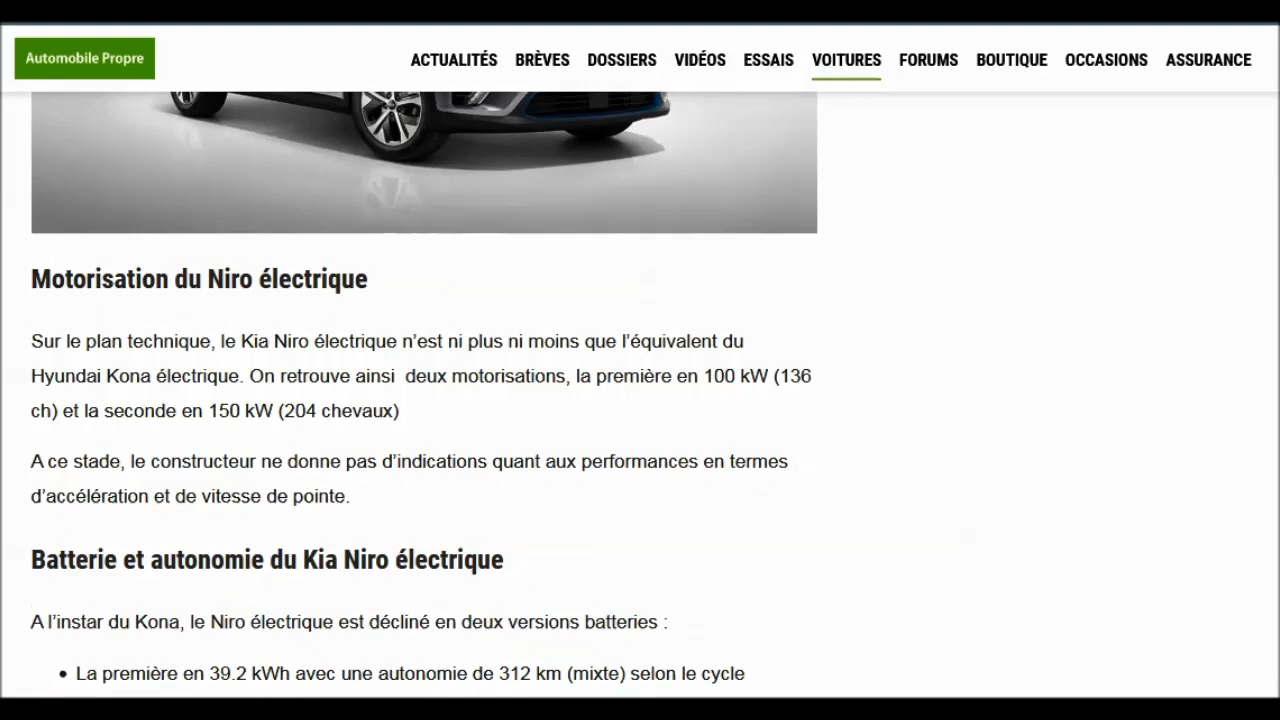 Automobile Propre
ACTUALITÉS BRÈVES DOSSIERS VIDÉOS ESSAIS VOITURES FORUMS BOUTIQUE OCCASIONS ASSURANCE
Motorisation du Niro électrique
Sur le plan technique, le Kia Niro électrique n’est ni plus ni moins que l’équivalent du
Hyundai Kona électrique. On retrouve ainsi  deux motorisations, la première en 100 kW (136
ch) et la seconde en 150 kW (204 chevaux)
A ce stade, le constructeur ne donne pas d’indications quant aux performances en termes
d’accélération et de vitesse de pointe.
Batterie et autonomie du Kia Niro électrique
A l’instar du Kona, le Niro électrique est décliné en deux versions batteries :
• La première en 39.2 kWh avec une autonomie de 312 km (mixte) selon le cycle